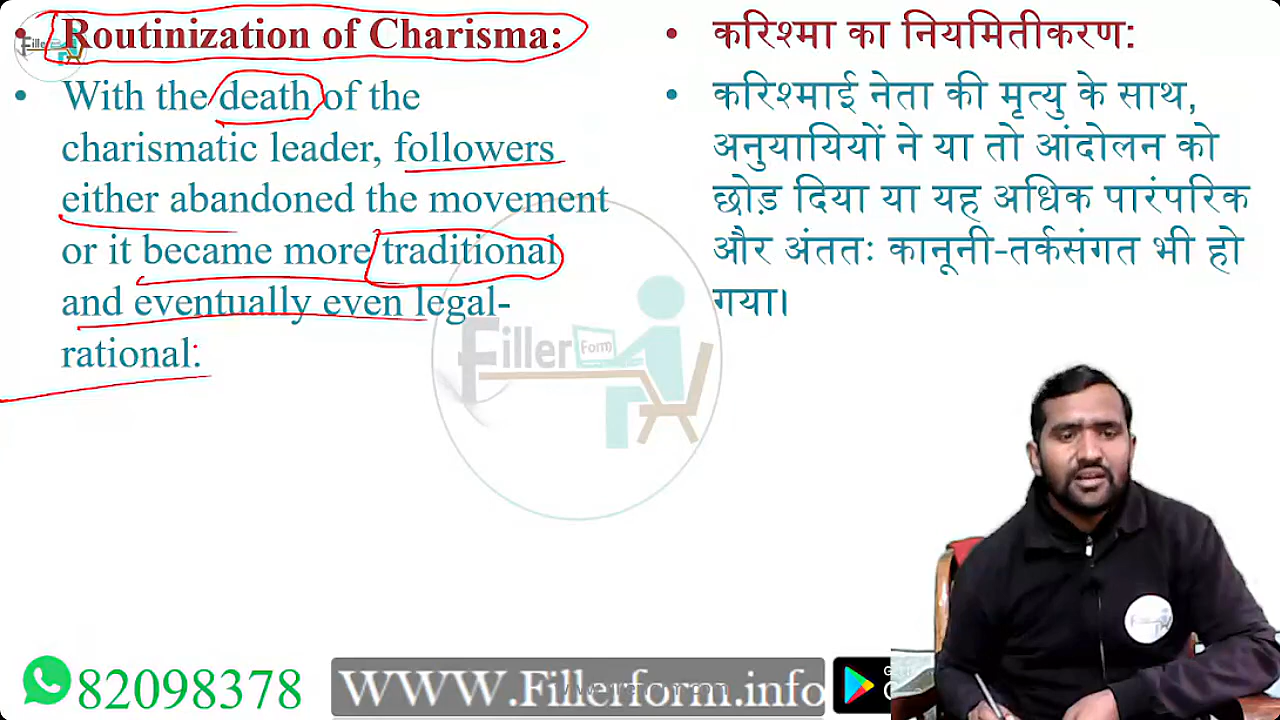 Routinization of Charisma:
With the death of the
charismatic leader, followers
either abandoned the movement
or it became more traditional
and eventually even legal-
rational:
करिश्मा का नियमितीकरण:
करिश्माई नेता की मृत्यु के साथ,
अनुयायियों ने या तो आंदोलन को
छोड़ दिया या यह अधिक पारंपरिक
और अंततः कानूनी-तर्कसंगत भी हो
गया।
Filler Form
82098378
www.Fillerform.info